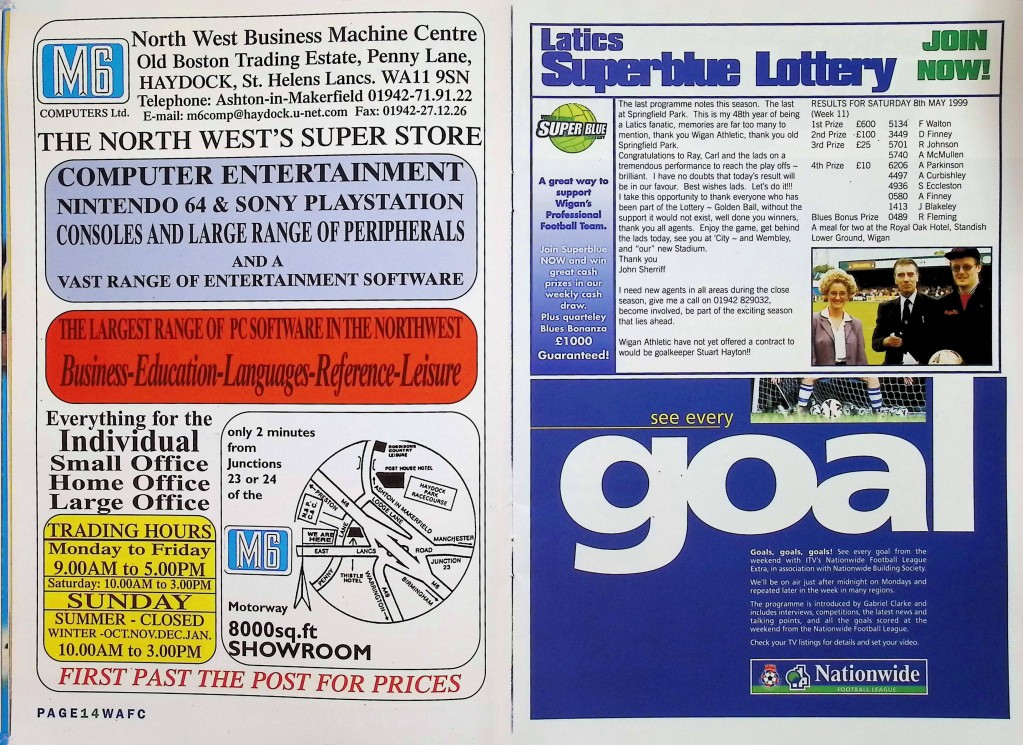 M6
COMPUTERS Ltd.
North West Business Machine Centre
Old Boston Trading Estate, Penny Lane,
HAYDOCK, St. Helens Lancs. WA11 9SN
Telephone: Ashton-in-Makerfield 01942-71.91.22
E-mail: m6comp@haydock.u-net.com Fax: 01942-27.12.26
THE NORTH WEST'S SUPER STORE
COMPUTER ENTERTAINMENT
NINTENDO 64 & SONY PLAYSTATION
CONSOLES AND LARGE RANGE OF PERIPHERALS
AND A
VAST RANGE OF ENTERTAINMENT SOFTWARE
THE LARGEST RANGE OF PC SOFTWARE IN THE NORTHWEST
Business-Education-Languages-Reference-Leisure
Everything for the
Individual
Small Office
Home Office
Large Office
TRADING HOURS
Monday to Friday
9.00AM to 5.00PM
Saturday: 10.00AM to 3.00PM
SUNDAY
SUMMER - CLOSED
WINTER -OCT.NOV.DEC.JAN.
10.00AM to 3.00PM
only 2 minutes
from
Junctions
23 or 24
of the
M6
Motorway
8000sq.ft
SHOWROOM
ROBINSONS
COUNTRY
LEISURE
POST HOUSE HOTEL
HAYDOCK
PARK
RACECOURSE
ASHTON IN MAKERFIELD
LODGE LANE
PRESTON
M6
WE ARE
HERE
LANE
MANCHESTER
EAST
LANCS
ROAD
JUNCTION
23
PENNY
THISTLE
HOTEL
WARRINGTON
A49
BIRMINGHAM
M6
FIRST PAST THE POST FOR PRICES
PAGE14WAFC
Latics
Superblue Lottery
JOIN
NOW!
SUPER BLUE
A great way to
support
Wigan's
Professional
Football Team.
Join Superblue
NOW and win
great cash
prizes in our
weekly cash
draw.
Plus quarteley
Blues Bonanza
£1000
Guaranteed!
The last programme notes this season. The last
at Springfield Park. This is my 48th year of being
a Latics fanatic, memories are far too many to
mention, thank you Wigan Athletic, thank you old
Springfield Park.
Congratulations to Ray, Carl and the lads on a
tremendous performance to reach the play offs ~
brilliant. I have no doubts that today's result will
be in our favour. Best wishes lads. Let's do it!!!
I take this opportunity to thank everyone who has
been part of the Lottery ~ Golden Ball, without the
support it would not exist, well done you winners,
thank you all agents. Enjoy the game, get behind
the lads today, see you at 'City ~ and Wembley,
and "our" new Stadium.
Thank you
John Sherriff
I need new agents in all areas during the close
season, give me a call on 01942 829032,
become involved, be part of the exciting season
that lies ahead.
Wigan Athletic have not yet offered a contract to
would be goalkeeper Stuart Hayton!!
RESULTS FOR SATURDAY 8th MAY 1999
(Week 11)
1st Prize £600 5134 F Walton
2nd Prize £100 3449 D Finney
3rd Prize £25 5701 R Johnson
5740 A McMullen
4th Prize £10 6206 A Parkinson
4497 A Curbishley
4936 S Eccleston
0580 A Finney
1413 J Blakeley
Blues Bonus Prize 0489 R Fleming
A meal for two at the Royal Oak Hotel, Standish
Lower Ground, Wigan
see every
goal
Goals, goals, goals! See every goal from the
weekend with ITV's Nationwide Football League
Extra, in association with Nationwide Building Society.
We'll be on air just after midnight on Mondays and
repeated later in the week in many regions.
The programme is introduced by Gabriel Clarke and
includes interviews, competitions, the latest news and
talking points, and all the goals scored at the
weekend from the Nationwide Football League.
Check your TV listings for details and set your video.
Nationwide
FOOTBALL LEAGUE